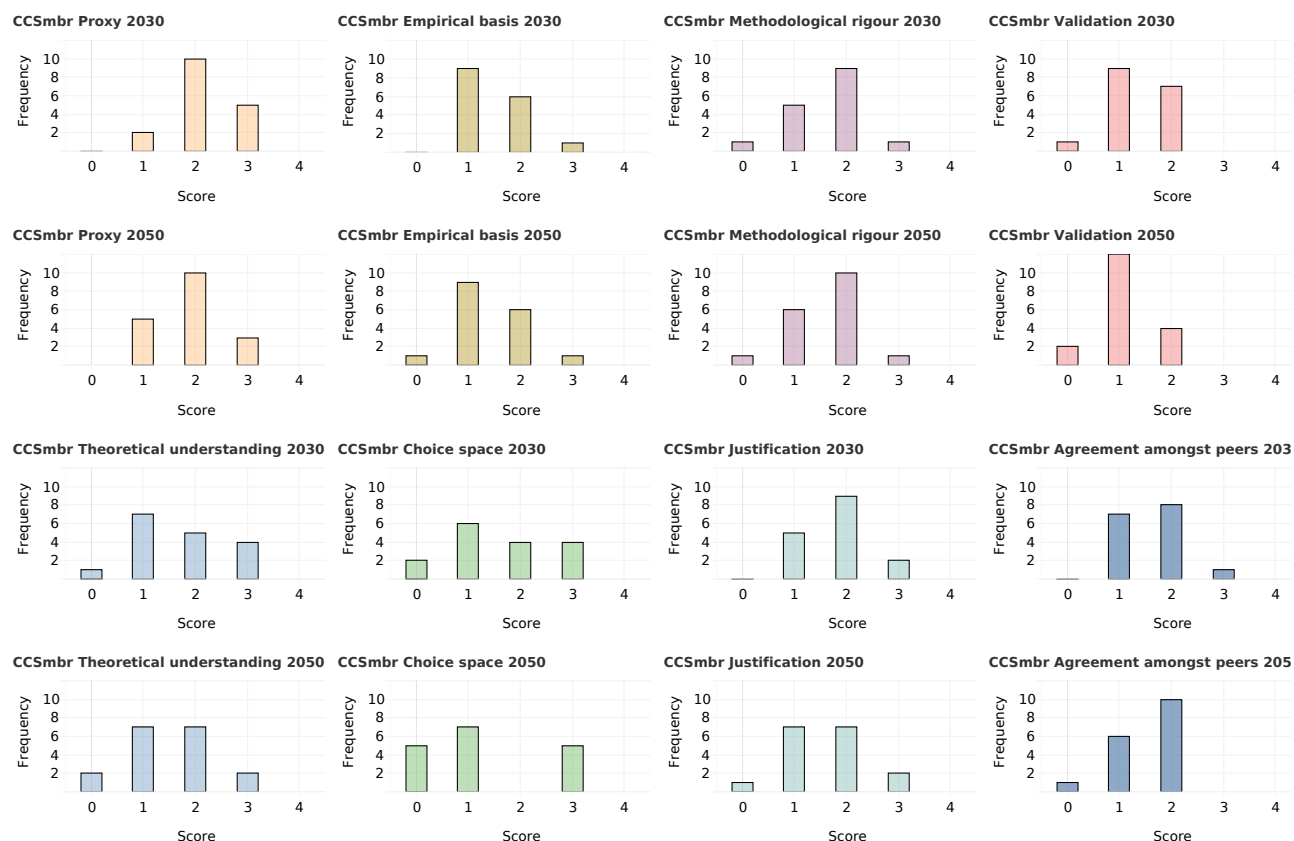 CCSmbr Proxy 2030 CCSmbr Empirical basis 2030 CCSmbr Methodological rigour 2030 CCSmbr Validation 2030
Frequency 10 8 6 4 2 Frequency 10 8 6 4 2 Frequency 10 8 6 4 2 Frequency 10 8 6 4 2
0 1 2 3 4 0 1 2 3 4 0 1 2 3 4 0 1 2 3 4
Score Score Score Score
CCSmbr Proxy 2050 CCSmbr Empirical basis 2050 CCSmbr Methodological rigour 2050 CCSmbr Validation 2050
Frequency 10 8 6 4 2 Frequency 10 8 6 4 2 Frequency 10 8 6 4 2 Frequency 10 8 6 4 2
0 1 2 3 4 0 1 2 3 4 0 1 2 3 4 0 1 2 3 4
Score Score Score Score
CCSmbr Theoretical understanding 2030 CCSmbr Choice space 2030 CCSmbr Justification 2030 CCSmbr Agreement amongst peers 203
Frequency 10 8 6 4 2 Frequency 10 8 6 4 2 Frequency 10 8 6 4 2 Frequency 10 8 6 4 2
0 1 2 3 4 0 1 2 3 4 0 1 2 3 4 0 1 2 3 4
Score Score Score Score
CCSmbr Theoretical understanding 2050 CCSmbr Choice space 2050 CCSmbr Justification 2050 CCSmbr Agreement amongst peers 205
Frequency 10 8 6 4 2 Frequency 10 8 6 4 2 Frequency 10 8 6 4 2 Frequency 10 8 6 4 2
0 1 2 3 4 0 1 2 3 4 0 1 2 3 4 0 1 2 3 4
Score Score Score Score